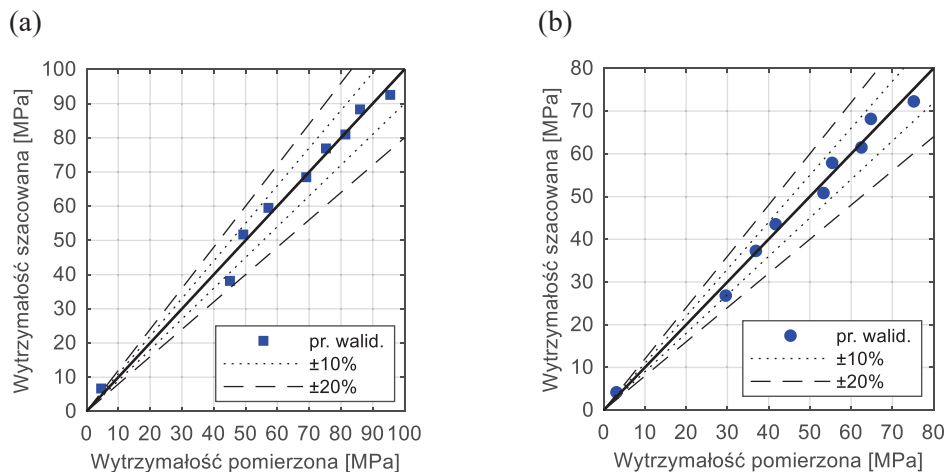 (a)
Wytrzymałość szacowana [MPa]
100
90
80
70
60
50
40
30
20
10
0
0 10 20 30 40 50 60 70 80 90 100
Wytrzymałość pomierzona [MPa]
pr. walid.
±10%
±20%
(b)
Wytrzymałość szacowana [MPa]
80
70
60
50
40
30
20
10
0
0 10 20 30 40 50 60 70 80
Wytrzymałość pomierzona [MPa]
pr. walid.
±10%
±20%